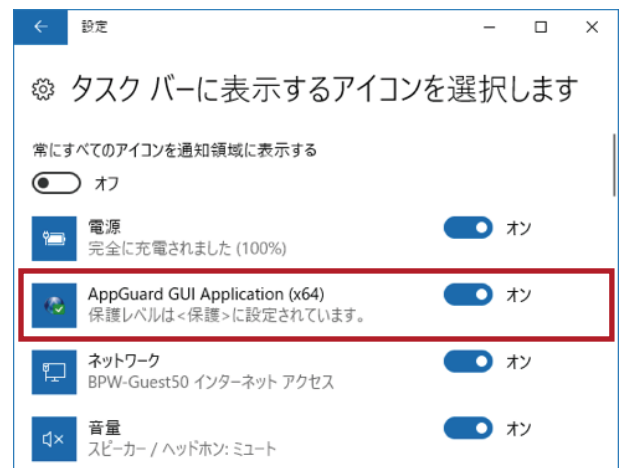 設定
タスク バーに表示するアイコンを選択します
常にすべてのアイコンを通知領域に表示する
オフ
電源
オン
完全に充電されました (100%)
AppGuard GUI Application (x64)
オン
保護レベルは<保護>に設定されています。
ネットワーク
オン
BPW-Guest50 インターネット アクセス
音量
オン
スピーカー / ヘッドホン: ミュート